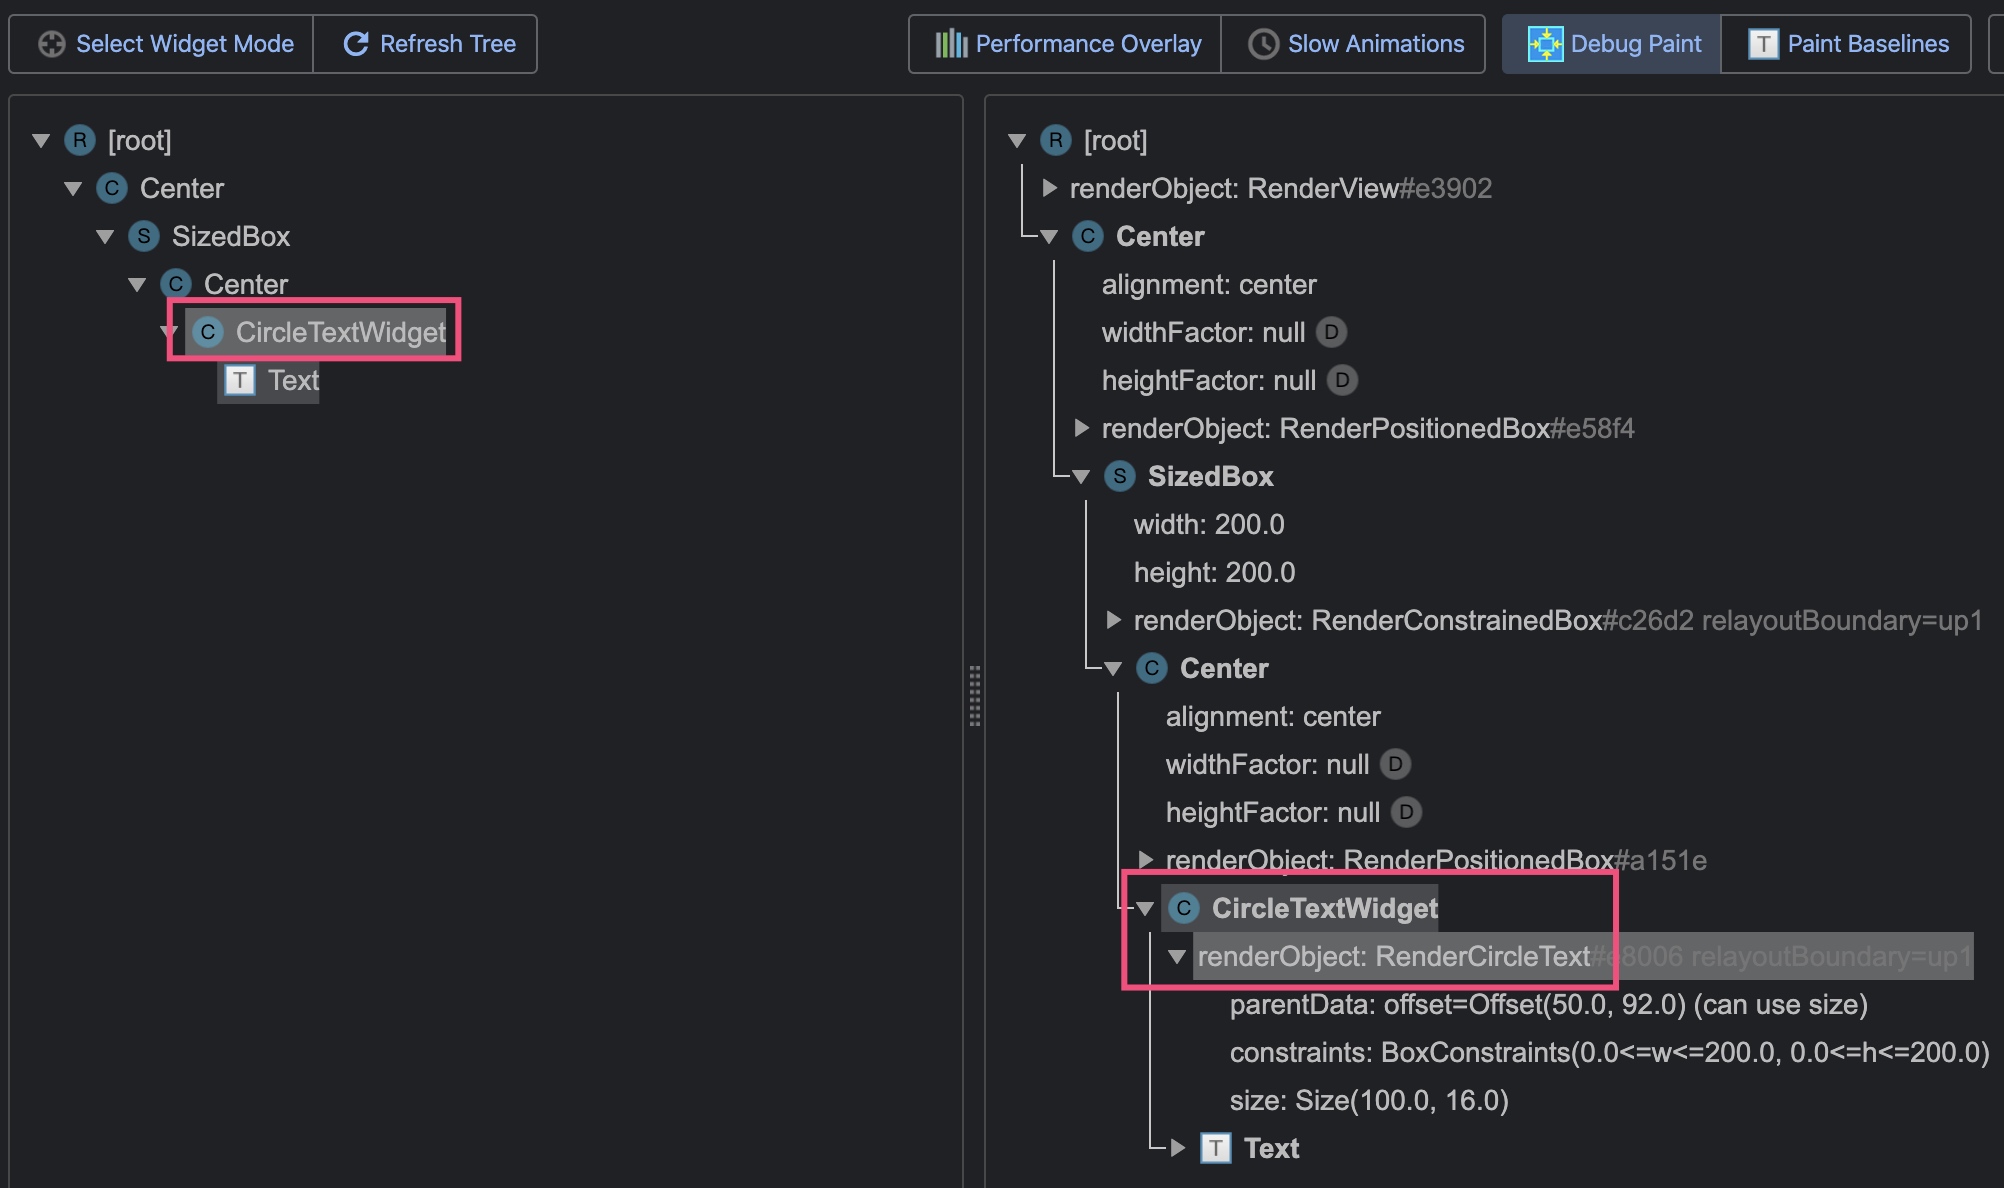 Select Widget Mode Refresh Tree Performance Overlay Slow Animations Debug Paint T Paint Baselines
R [root]
C Center
S SizedBox
C Center
C CircleTextWidget
T Text
R [root]
renderObject: RenderView#e3902
C Center
alignment: center
widthFactor: null D
heightFactor: null D
renderObject: RenderPositionedBox#e58f4
S SizedBox
width: 200.0
height: 200.0
renderObject: RenderConstrainedBox#c26d2 relayoutBoundary=up1
C Center
alignment: center
widthFactor: null D
heightFactor: null D
renderObject: RenderPositionedBox#a151e
C CircleTextWidget
renderObject: RenderCircleText#e8006 relayoutBoundary=up1
parentData: offset=Offset(50.0, 92.0) (can use size)
constraints: BoxConstraints(0.0<=w<=200.0, 0.0<=h<=200.0)
size: Size(100.0, 16.0)
T Text